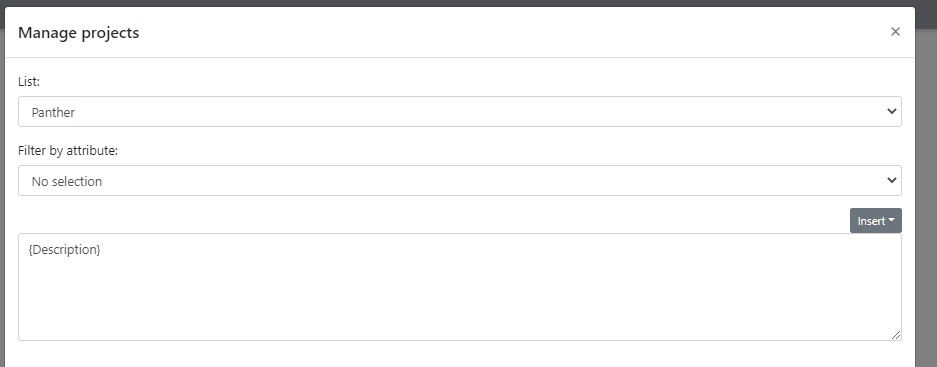 Manage projects
×
List:
Panther
Filter by attribute:
No selection
Insert
{Description}